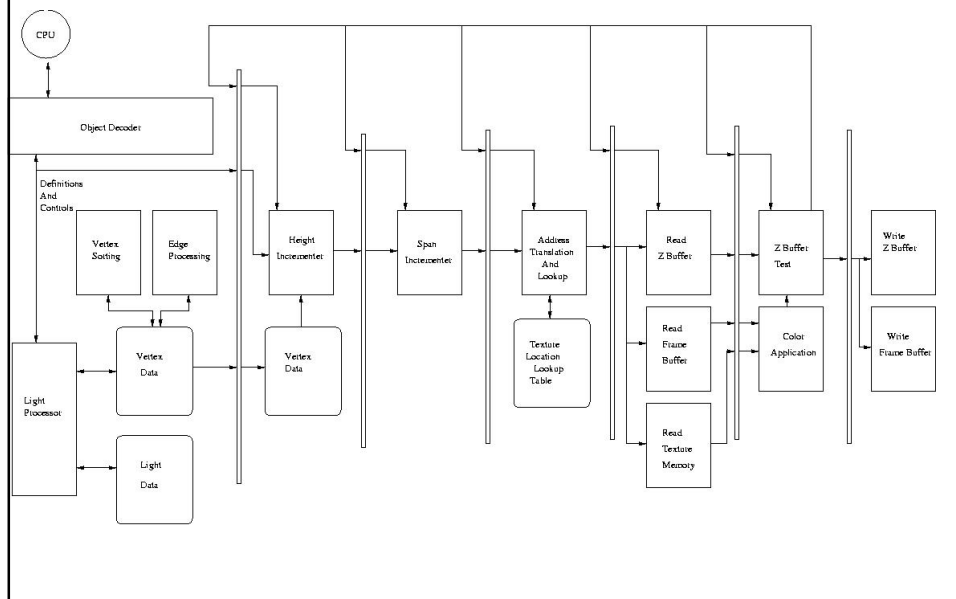 CPU
Object Decoder
Definitions
And
Controls
Vertex
Sotting
Edge
Processing
Height
Incrementer
Span
Incrementer
Address
Translation
And
Lookup
Read
Z Buffer
Z Buffer
Test
Write
Z Buffer
Vertex
Data
Vertex
Data
Texture
Location
Lookup
Table
Read
Frame
Buffer
Color
Application
Write
Frame Buffer
Light
Processor
Read
Texture
Memory
Light
Data